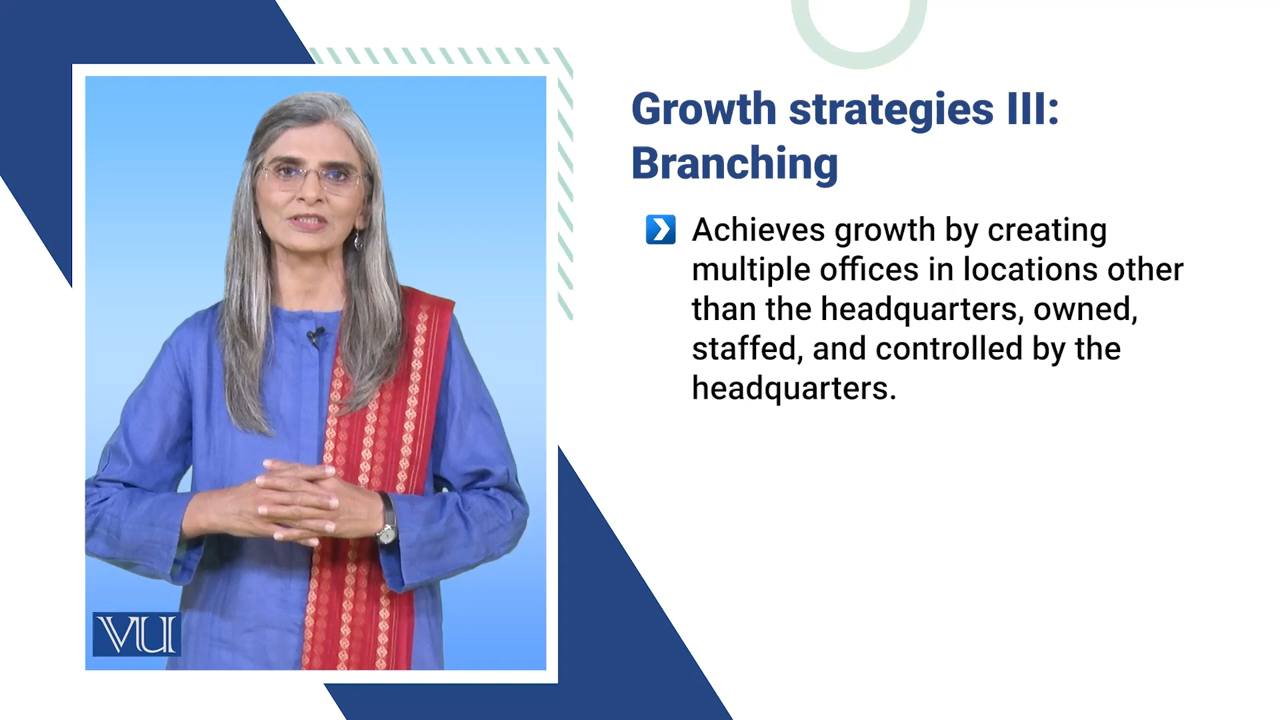 Growth strategies III:
Branching
Achieves growth by creating
multiple offices in locations other
than the headquarters, owned,
staffed, and controlled by the
headquarters.
VU